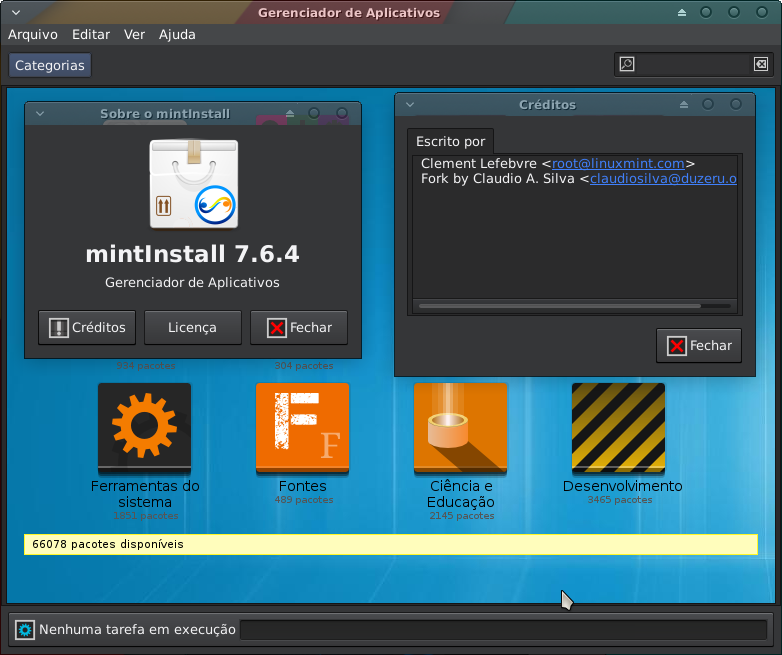 Gerenciador de Aplicativos
Arquivo Editar Ver Ajuda
Categorias
Sobre o mintInstall
mintInstall 7.6.4
Gerenciador de Aplicativos
Créditos Licença Fechar
Créditos
Escrito por
Clement Lefebvre <root@linuxmint.com>
Fork by Claudio A. Silva <claudiosilva@duzeru.o
Fechar
334 pacotes
304 pacotes
Ferramentas do
sistema
1851 pacotes
Fontes
489 pacotes
Ciência e
Educação
2145 pacotes
Desenvolvimento
3465 pacotes
66078 pacotes disponíveis
Nenhuma tarefa em execução